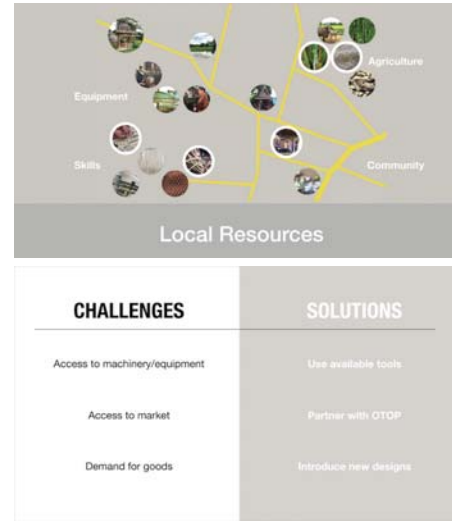 Agriculture
Equipment
Skills
Community
Local Resources
CHALLENGES
SOLUTIONS
Access to machinery/equipment
Use available tools
Access to market
Partner with OTOP
Demand for goods
Introduce new designs